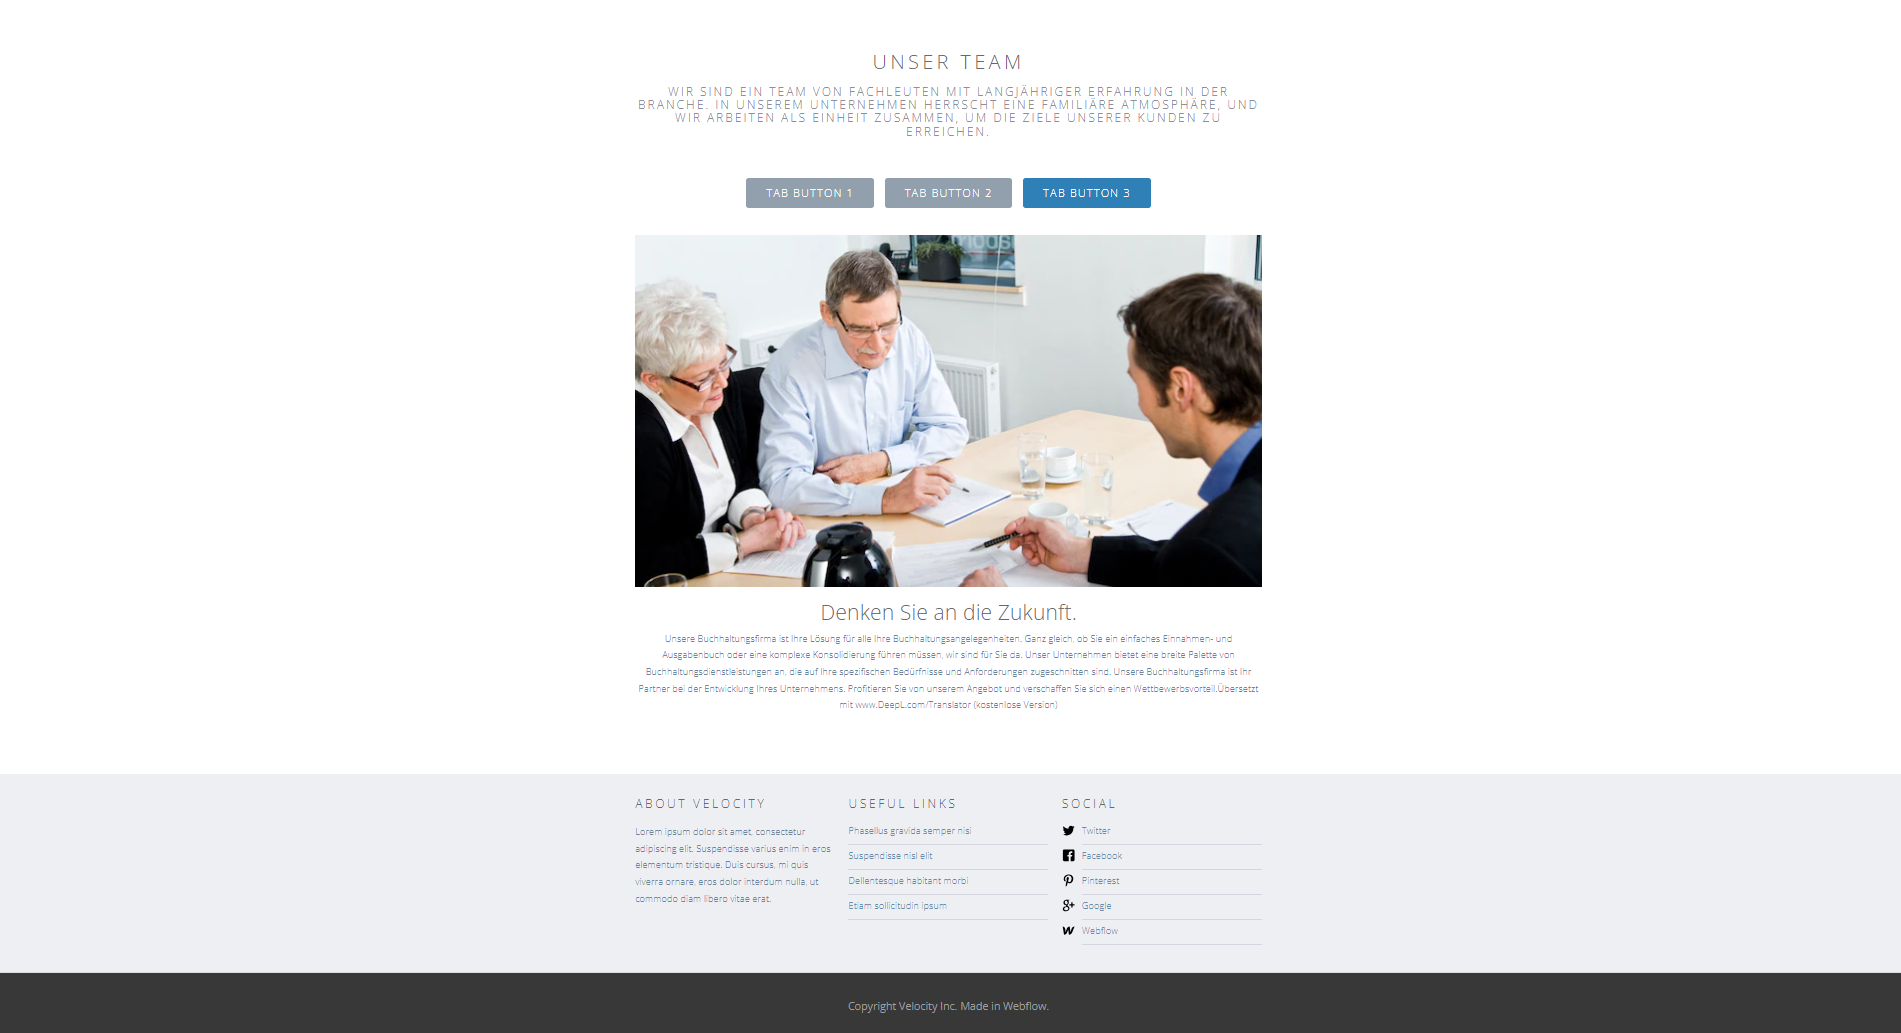 UNSER TEAM
WIR SIND EIN TEAM VON FACHLEUTEN MIT LANGJÄHRIGER ERFAHRUNG IN DER
BRANCHE. IN UNSEREM UNTERNEHMEN HERRSCHT EINE FAMILIÄRE ATMOSPHÄRE, UND
WIR ARBEITEN ALS EINHEIT ZUSAMMEN, UM DIE ZIELE UNSERER KUNDEN ZU
ERREICHEN.
TAB BUTTON 1
TAB BUTTON 2
TAB BUTTON 3
Denken Sie an die Zukunft.
Unsere Buchhaltungsfirma ist Ihre Lösung für alle Ihre Buchhaltungsangelegenheiten. Ganz gleich, ob Sie ein einfaches Einnahmen- und
Ausgabenbuch oder eine komplexe Konsolidierung führen müssen, wir sind für Sie da. Unser Unternehmen bietet eine breite Palette von
Buchhaltungsdienstleistungen an, die auf Ihre spezifischen Bedürfnisse und Anforderungen zugeschnitten sind. Unsere Buchhaltungsfirma ist Ihr
Partner bei der Entwicklung Ihres Unternehmens. Profitieren Sie von unserem Angebot und verschaffen Sie sich einen Wettbewerbsvorteil.Übersetzt
mit www.DeepL.com/Translator (kostenlose Version)
ABOUT VELOCITY
Lorem ipsum dolor sit amet, consectetur
adipiscing elit. Suspendisse varius enim in eros
elementum tristique. Duis cursus, mi quis
viverra ornare, eros dolor interdum nulla, ut
commodo diam libero vitae erat.
USEFUL LINKS
Phasellus gravida semper nisi
Suspendisse nisl elit
Dellentesque habitant morbi
Etiam sollicitudin ipsum
SOCIAL
Twitter
Facebook
Pinterest
Google
Webflow
Copyright Velocity Inc. Made in Webflow.